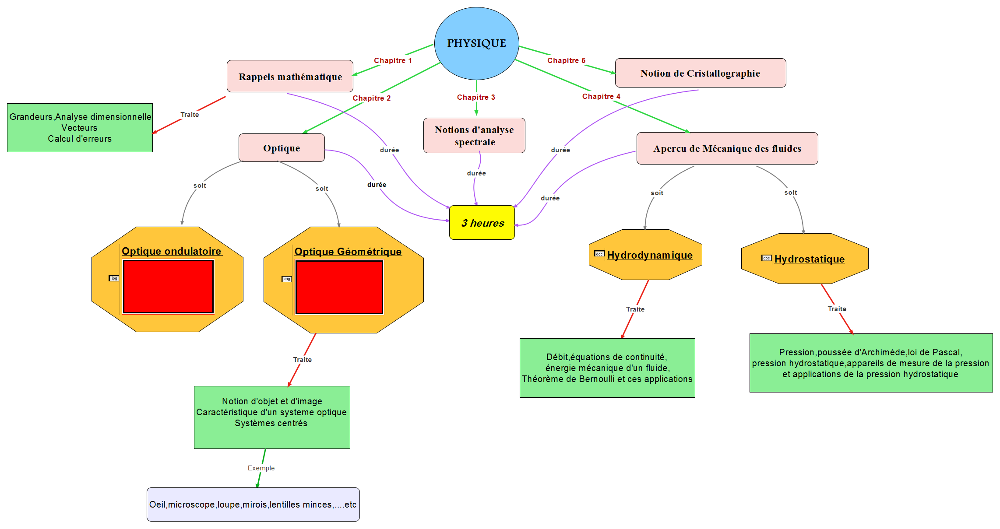 PHYSIQUE
Chapitre 1
Chapitre 5
Rappels mathématique
Notion de Cristallographie
Chapitre 2
Chapitre 3
Chapitre 4
Traite
Grandeurs,Analyse dimensionnelle
Vecteurs
Calcul d'erreurs
Notions d'analyse
spectrale
Optique
Apercu de Mécanique des fluides
durée
durée
durée
durée
durée
soit
soit
soit
soit
3 heures
Optique ondulatoire
jpg
Optique Géométrique
png
doc
Hydrodynamique
doc
Hydrostatique
Traite
Traite
Traite
Débit,équations de continuité,
énergie mécanique d'un fluide,
Théorème de Bernoulli et ces applications
Pression,poussée d'Archimède,loi de Pascal,
pression hydrostatique,appareils de mesure de la pression
et applications de la pression hydrostatique
Notion d'objet et d'image
Caractéristique d'un systeme optique
Systèmes centrés
Exemple
Oeil,microscope,loupe,mirois,lentilles minces,....etc